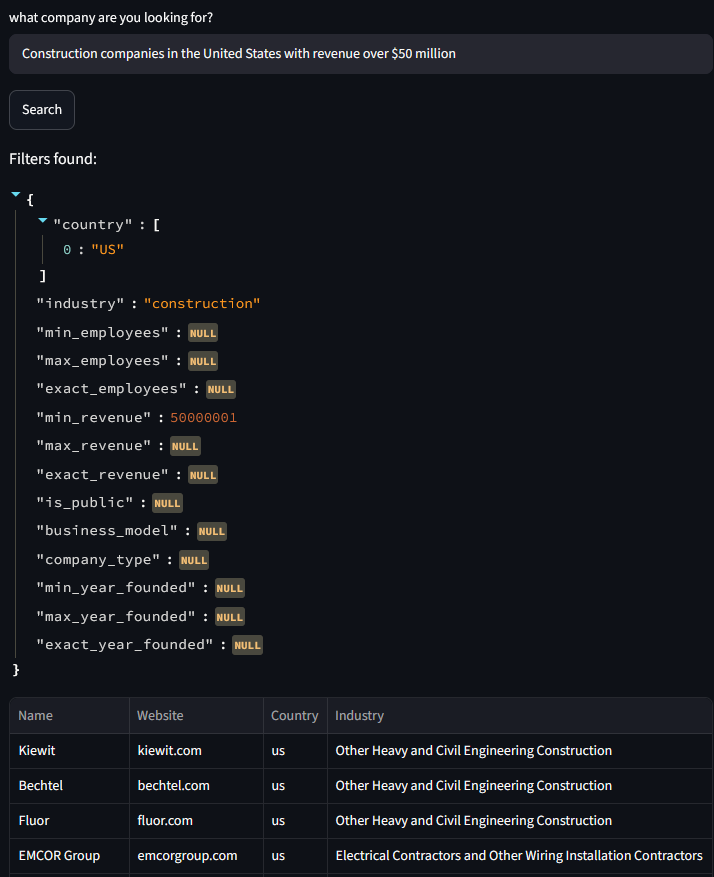 what company are you looking for?
Construction companies in the United States with revenue over $50 million
Search
Filters found:
{
"country" : [
0 : "US"
]
"industry" : "construction"
"min_employees" : NULL
"max_employees" : NULL
"exact_employees" : NULL
"min_revenue" : 50000001
"max_revenue" : NULL
"exact_revenue" : NULL
"is_public" : NULL
"business_model" : NULL
"company_type" : NULL
"min_year_founded" : NULL
"max_year_founded" : NULL
"exact_year_founded" : NULL
}
Name Website Country Industry
Kiewit kiewit.com us Other Heavy and Civil Engineering Construction
Bechtel bechtel.com us Other Heavy and Civil Engineering Construction
Fluor fluor.com us Other Heavy and Civil Engineering Construction
EMCOR Group emcorgroup.com us Electrical Contractors and Other Wiring Installation Contractors